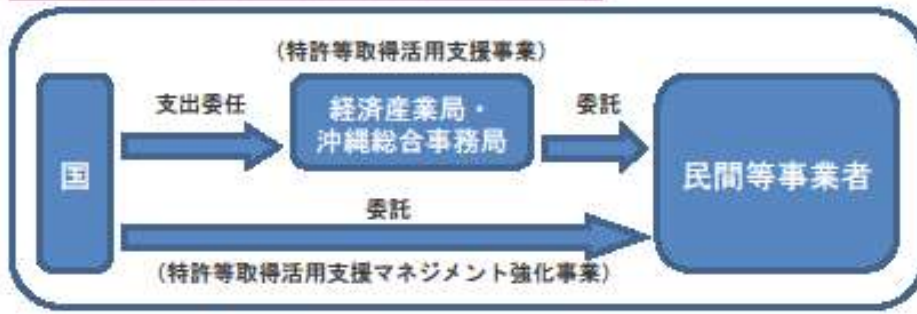 （特許等取得活用支援事業）
国
支出委任
経済産業局・
沖縄総合事務局
委託
民間等事業者
委託
（特許等取得活用支援マネジメント強化事業）